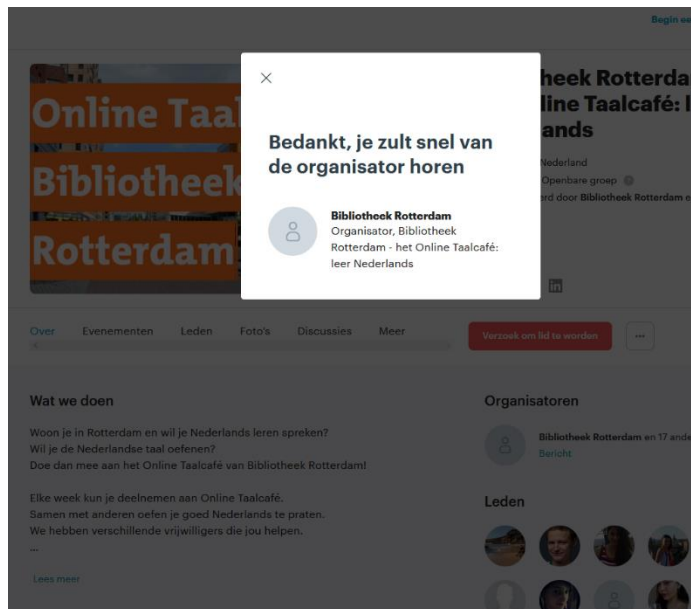 Begin
Online Taal
Bibliotheek
Rotterdam
Bedankt, je zult snel van
de organisator horen
Bibliotheek Rotterdam
Organisator, Bibliotheek
Rotterdam - het Online Taalcafé:
leer Nederlands
heek Rotterda
line Taalcafé: l
ands
Nederland
Openbare groep
erd door Bibliotheek Rotterdam e
Over Evenementen Leden Foto's Discussies Meer
Verzoek om lid te worden
Wat we doen
Woon je in Rotterdam en wil je Nederlands leren spreken?
Wil je de Nederlandse taal oefenen?
Doe dan mee aan het Online Taalcafé van Bibliotheek Rotterdam!
Elke week kun je deelnemen aan Online Taalcafé.
Samen met anderen oefen je goed Nederlands te praten.
We hebben verschillende vrijwilligers die jou helpen.
...
Lees meer
Organisatoren
Bibliotheek Rotterdam en 17 ande
Bericht
Leden